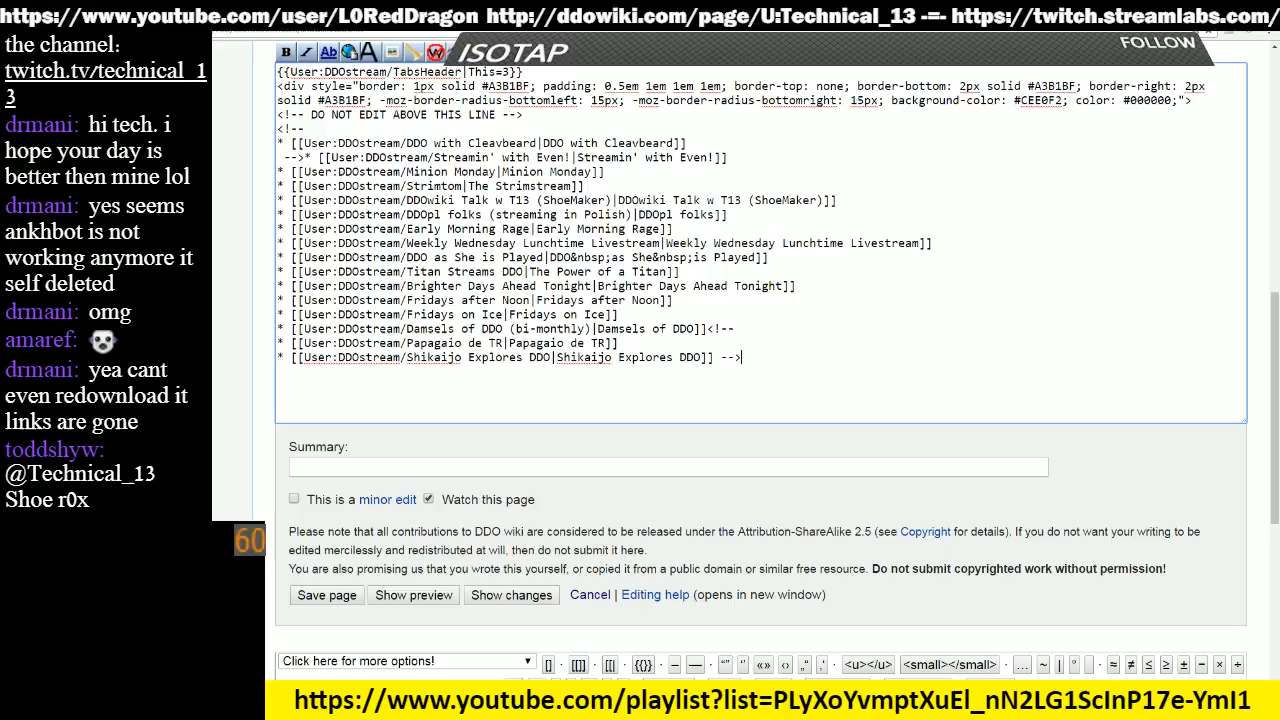 https://www.youtube.com/user/L0RedDragon http://ddowiki.com/page/U:Technical_13 -=- https://twitch.streamlabs.com/
the channel:
twitch.tv/technical_1
3
drmani: hi tech. i
hope your day is
better then mine lol
drmani: yes seems
ankhbot is not
working anymore it
self deleted
drmani: omg
amaref:
drmani: yea cant
even redownload it
links are gone
toddshyw:
@Technical_13
Shoe r0x
60
B I Ab A W
ISOTAP
FOLLOW
{{User:DDOstream/TabsHeader|This=3}}
<div style="border: 1px solid #A3B1BF; padding: 0.5em 1em 1em 1em; border-top: none; border-bottom: 2px solid #A3B1BF; border-right: 2px
solid #A3B1BF; -moz-border-radius-bottomleft: 15px; -moz-border-radius-bottomright: 15px; background-color: #CEE0F2; color: #000000;">
<!-- DO NOT EDIT ABOVE THIS LINE -->
<!--
* [[User:DDOstream/DDO with Cleavbeard|DDO with Cleavbeard]]
-->* [[User:DDOstream/Streamin' with Even!|Streamin' with Even!]]
* [[User:DDOstream/Minion Monday|Minion Monday]]
* [[User:DDOstream/Strimtom|The Strimstream]]
* [[User:DDOstream/DDOwiki Talk w T13 (ShoeMaker)|DDOwiki Talk w T13 (ShoeMaker)]]
* [[User:DDOstream/DDOpl folks (streaming in Polish)|DDOpl folks]]
* [[User:DDOstream/Early Morning Rage|Early Morning Rage]]
* [[User:DDOstream/Weekly Wednesday Lunchtime Livestream|Weekly Wednesday Lunchtime Livestream]]
* [[User:DDOstream/DDO as She is Played|DDO&nbsp;as She&nbsp;is Played]]
* [[User:DDOstream/Titan Streams DDO|The Power of a Titan]]
* [[User:DDOstream/Brighter Days Ahead Tonight|Brighter Days Ahead Tonight]]
* [[User:DDOstream/Fridays after Noon|Fridays after Noon]]
* [[User:DDOstream/Fridays on Ice|Fridays on Ice]]
* [[User:DDOstream/Damsels of DDO (bi-monthly)|Damsels of DDO]]<!--
* [[User:DDOstream/Papagaio de TR|Papagaio de TR]]
* [[User:DDOstream/Shikaijo Explores DDO|Shikaijo Explores DDO]] -->
Summary:
This is a minor edit Watch this page
Please note that all contributions to DDO wiki are considered to be released under the Attribution-ShareAlike 2.5 (see Copyright for details). If you do not want your writing to be
edited mercilessly and redistributed at will, then do not submit it here.
You are also promising us that you wrote this yourself, or copied it from a public domain or similar free resource. Do not submit copyrighted work without permission!
Save page Show preview Show changes Cancel | Editing help (opens in new window)
Click here for more options! [] · [[]] · [[| · {{}} · – · — · “” · ‘’ · «» · ‹› · „“ · ‚‘ · <u></u> · <small></small> · … · ~ · | · ° · · ≈ · ≠ · ≤ · ≥ · ± · − · × · ÷
https://www.youtube.com/playlist?list=PLyXoYvmptXuEl_nN2LG1ScInP17e-YmI1